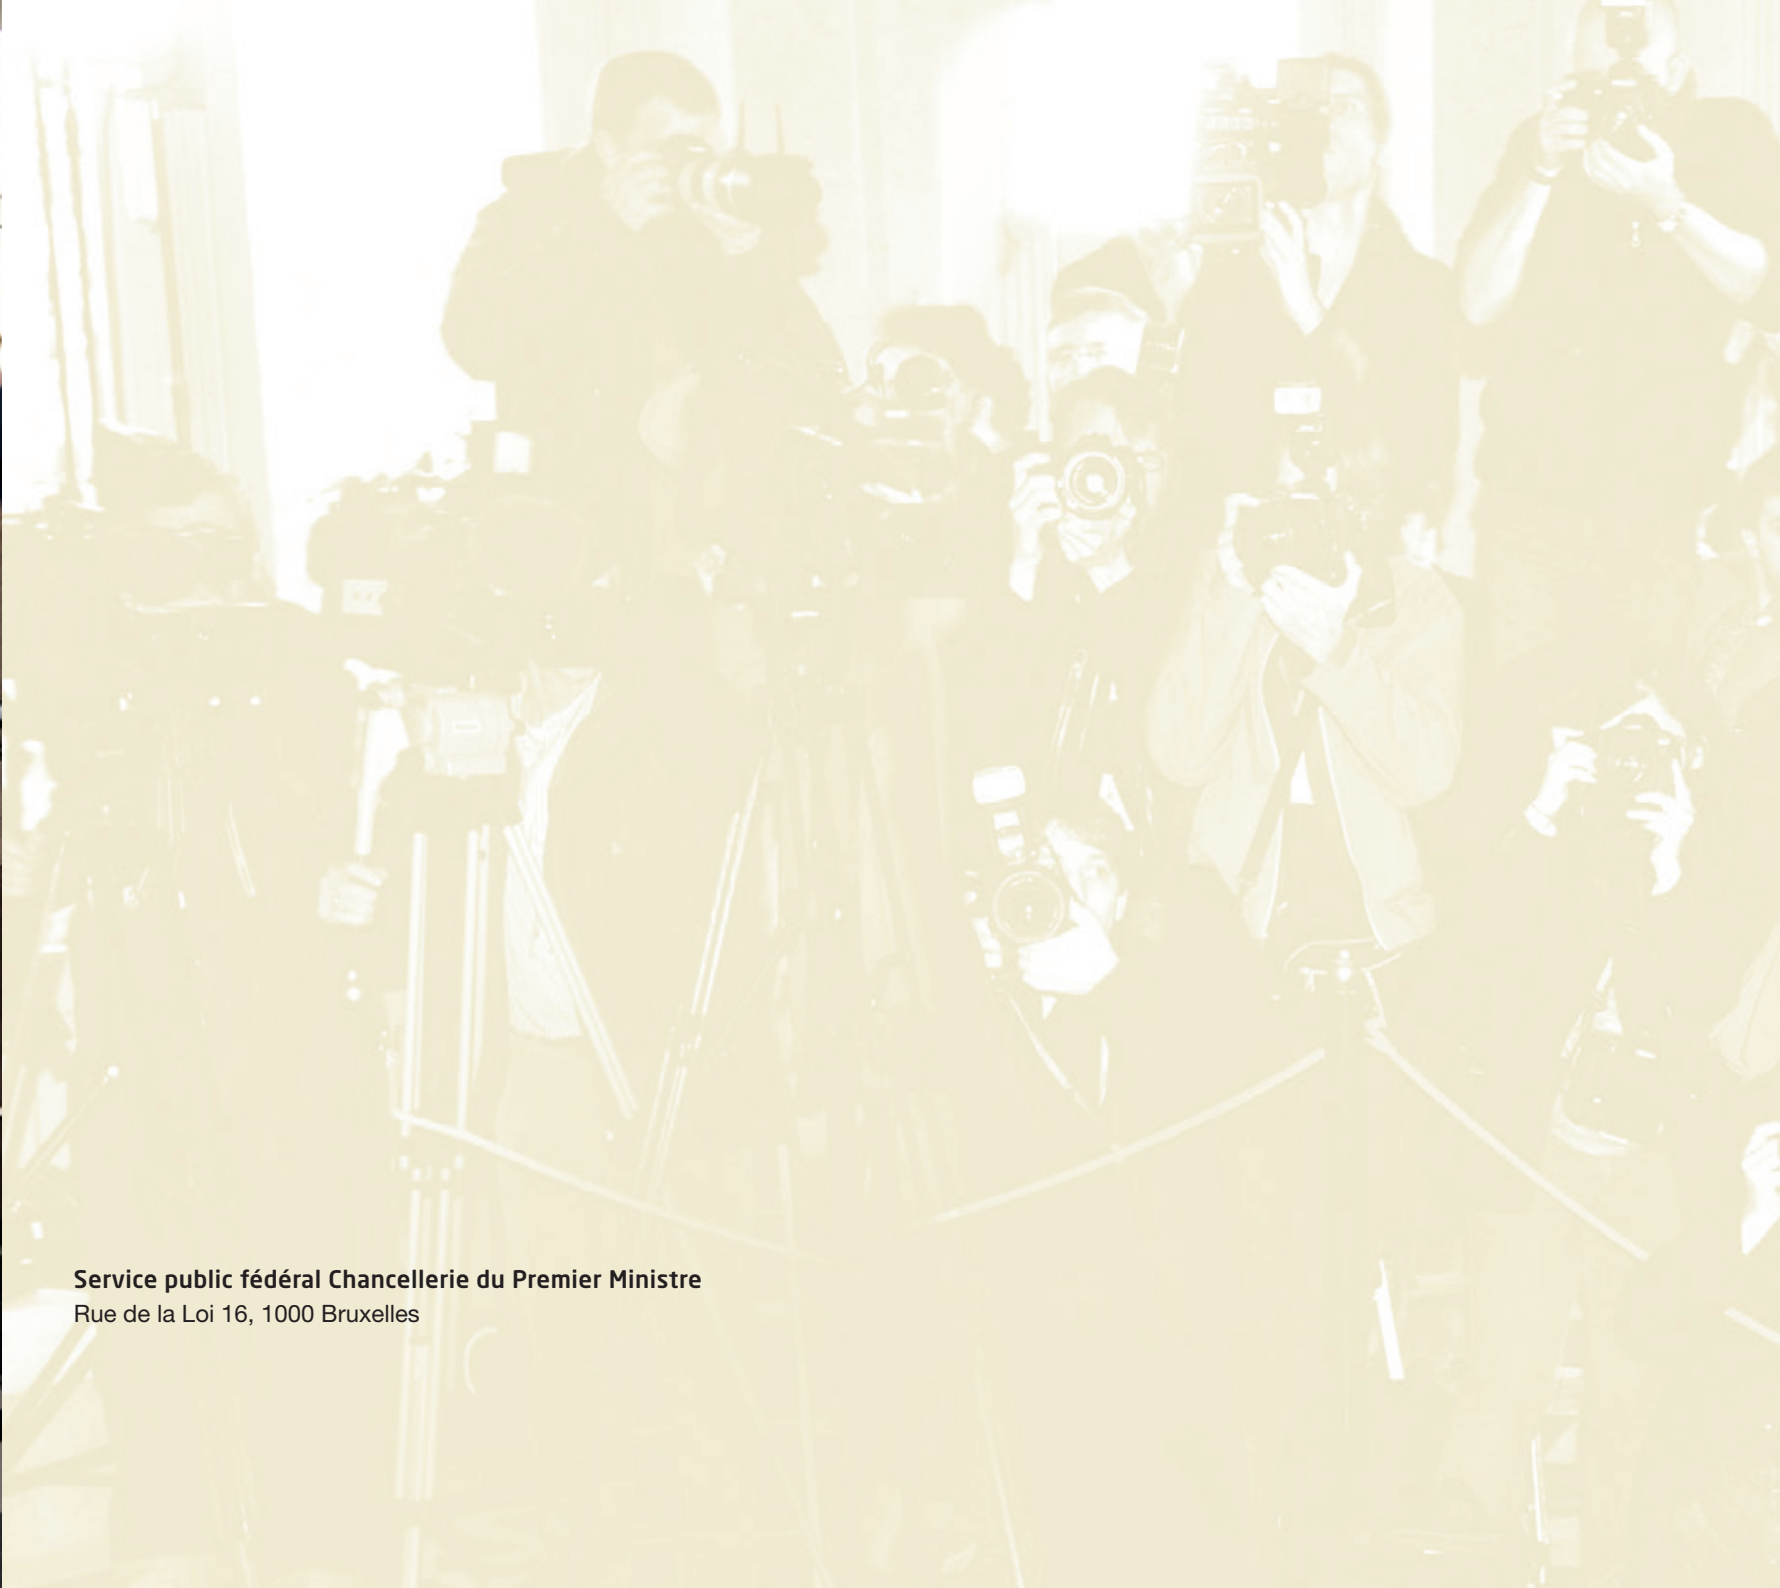 Service public fédéral Chancellerie du Premier Ministre
Rue de la Loi 16, 1000 Bruxelles